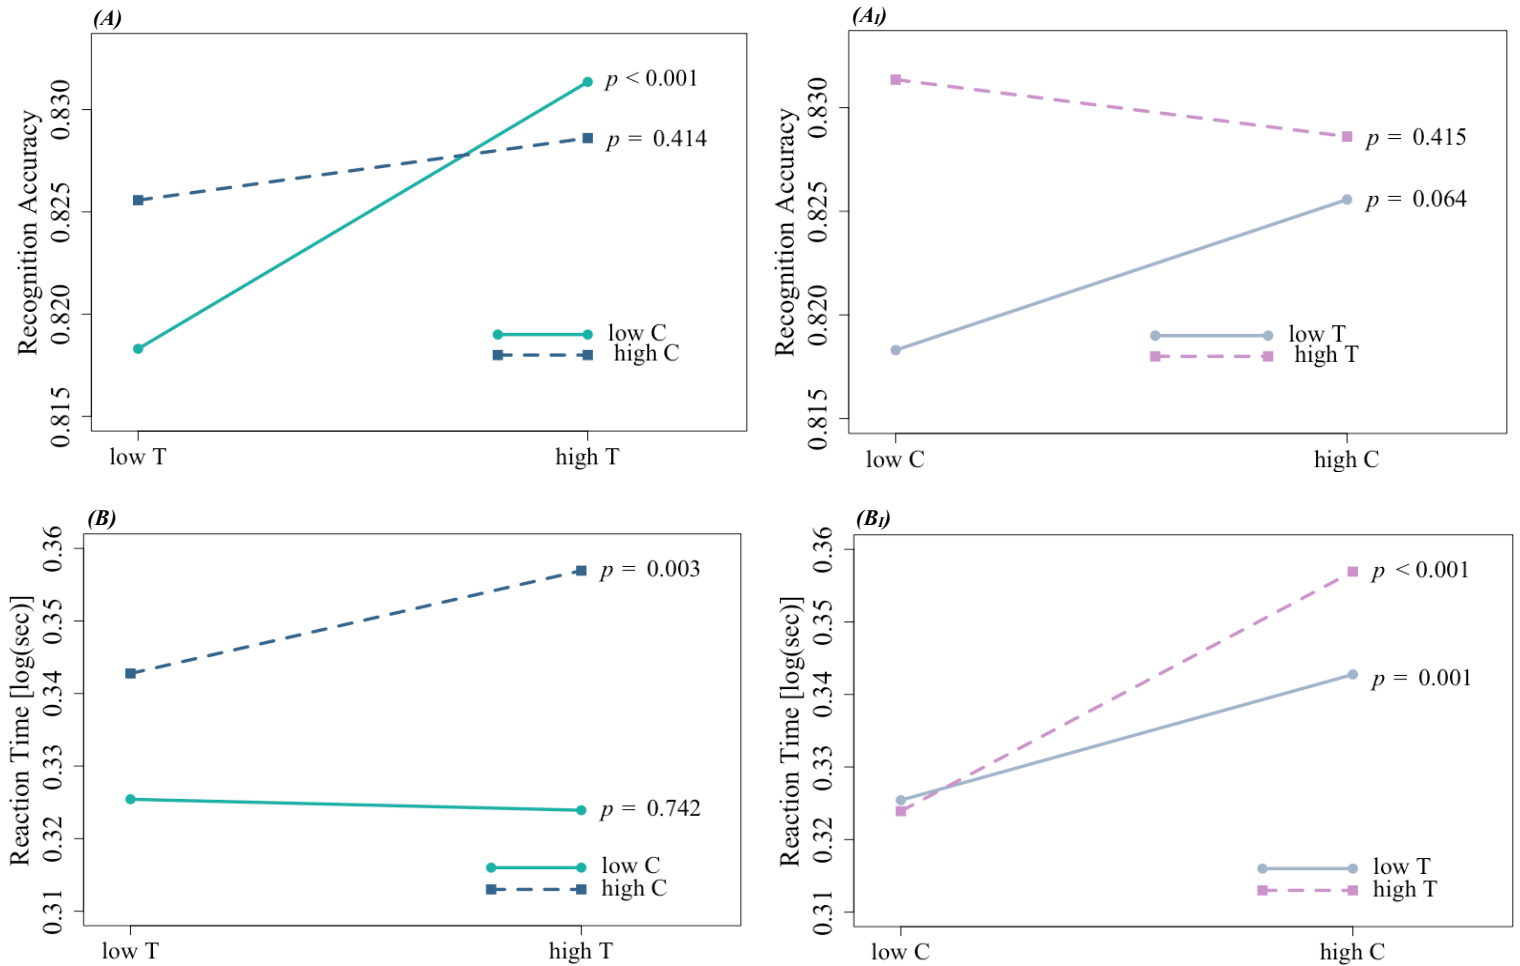 (A)
Recognition Accuracy
0.830
0.825
0.820
0.815
p < 0.001
p = 0.414
low C
high C
low T
high T
(A_I)
Recognition Accuracy
0.830
0.825
0.820
0.815
p = 0.415
p = 0.064
low T
high T
low C
high C
(B)
Reaction Time [log(sec)]
0.36
0.35
0.34
0.33
0.32
0.31
p = 0.003
p = 0.742
low C
high C
low T
high T
(B_I)
Reaction Time [log(sec)]
0.36
0.35
0.34
0.33
0.32
0.31
p < 0.001
p = 0.001
low T
high T
low C
high C